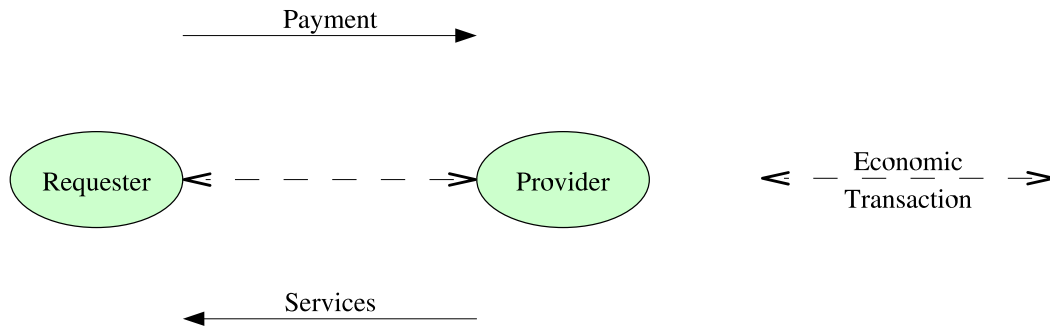 Payment
Requester
Provider
Economic
Transaction
Services